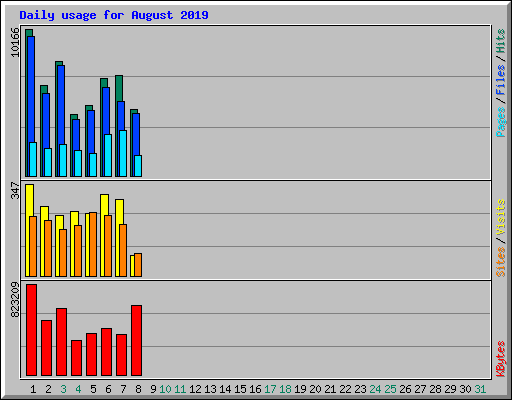 Daily usage for August 2019
10166
Pages / Files / Hits
347
Sites / Visits
823209
KBytes
1 2 3 4 5 6 7 8 9 10 11 12 13 14 15 16 17 18 19 20 21 22 23 24 25 26 27 28 29 30 31